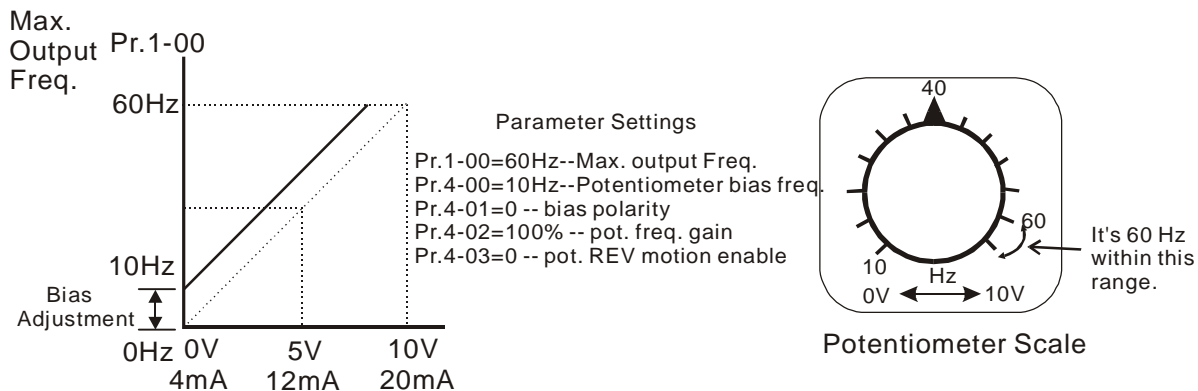 Max.
Output
Freq.
Pr.1-00
60Hz
10Hz
Bias
Adjustment
0Hz
0V
5V
10V
4mA
12mA
20mA
Parameter Settings
Pr.1-00=60Hz--Max. output Freq.
Pr.4-00=10Hz--Potentiometer bias freq.
Pr.4-01=0 -- bias polarity
Pr.4-02=100% -- pot. freq. gain
Pr.4-03=0 -- pot. REV motion enable
40
60
10
Hz
0V
10V
It's 60 Hz
within this
range.
Potentiometer Scale